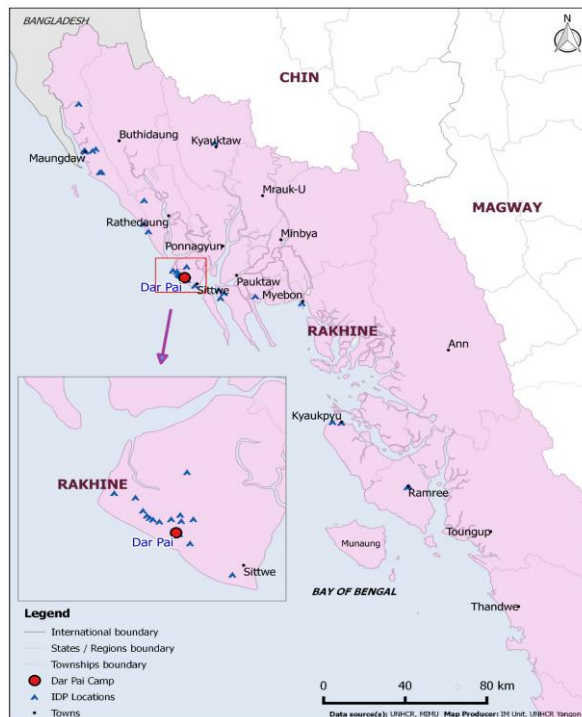 BANGLADESH
N
CHIN
Buthidaung
Kyauktaw
Maungdaw
Mrauk-U
MAGWAY
Rathedaung
Minbya
Ponnagyun
Pauktaw
Dar Pai
Sittwe
Myebon
RAKHINE
Ann
Kyaukpyu
RAKHINE
Ramree
Dar Pai
Toungup
Munaung
Sittwe
BAY OF BENGAL
Thandwe
Legend
International boundary
States / Regions boundary
Townships boundary
Dar Pai Camp
IDP Locations
Towns
0 40 80 km
Data source(s): UNHCR, MIMU Map Producer: IM Unit, UNHCR Yangon